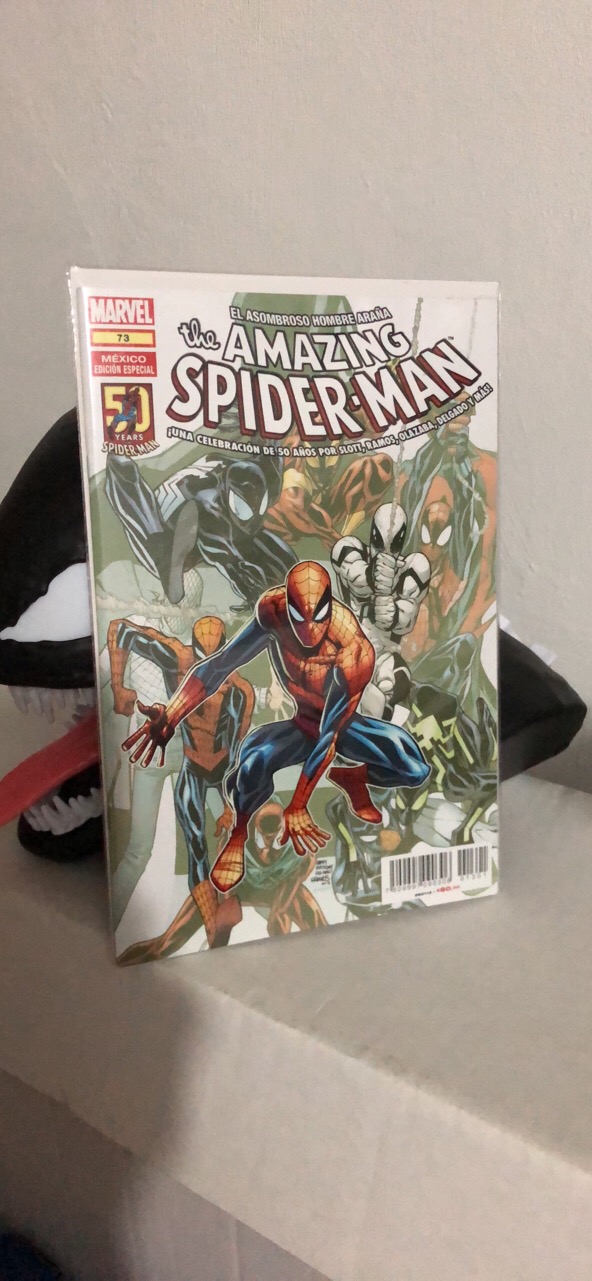 MARVEL
73
MÉXICO
EDICIÓN ESPECIAL
50
YEARS
SPIDER-MAN
EL ASOMBROSO HOMBRE ARAÑA
the AMAZING
SPIDER-MAN™
¡UNA CELEBRACIÓN DE 50 AÑOS POR SLOTT, RAMOS, OLAZABA, DELGADO Y MÁS!